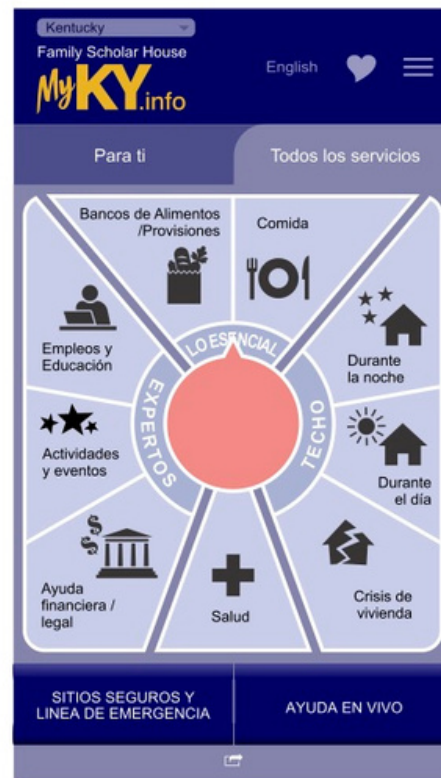 Kentucky
Family Scholar House
MyKY.info
English
Para ti
Todos los servicios
Bancos de Alimentos
/Provisiones
Comida
Empleos y
Educación
LO ESENCIAL
Durante
la noche
EXPERTOS
TECHO
Actividades
y eventos
Durante
el día
Ayuda
financiera /
legal
Salud
Crisis de
vivienda
SITIOS SEGUROS Y
LINEA DE EMERGENCIA
AYUDA EN VIVO